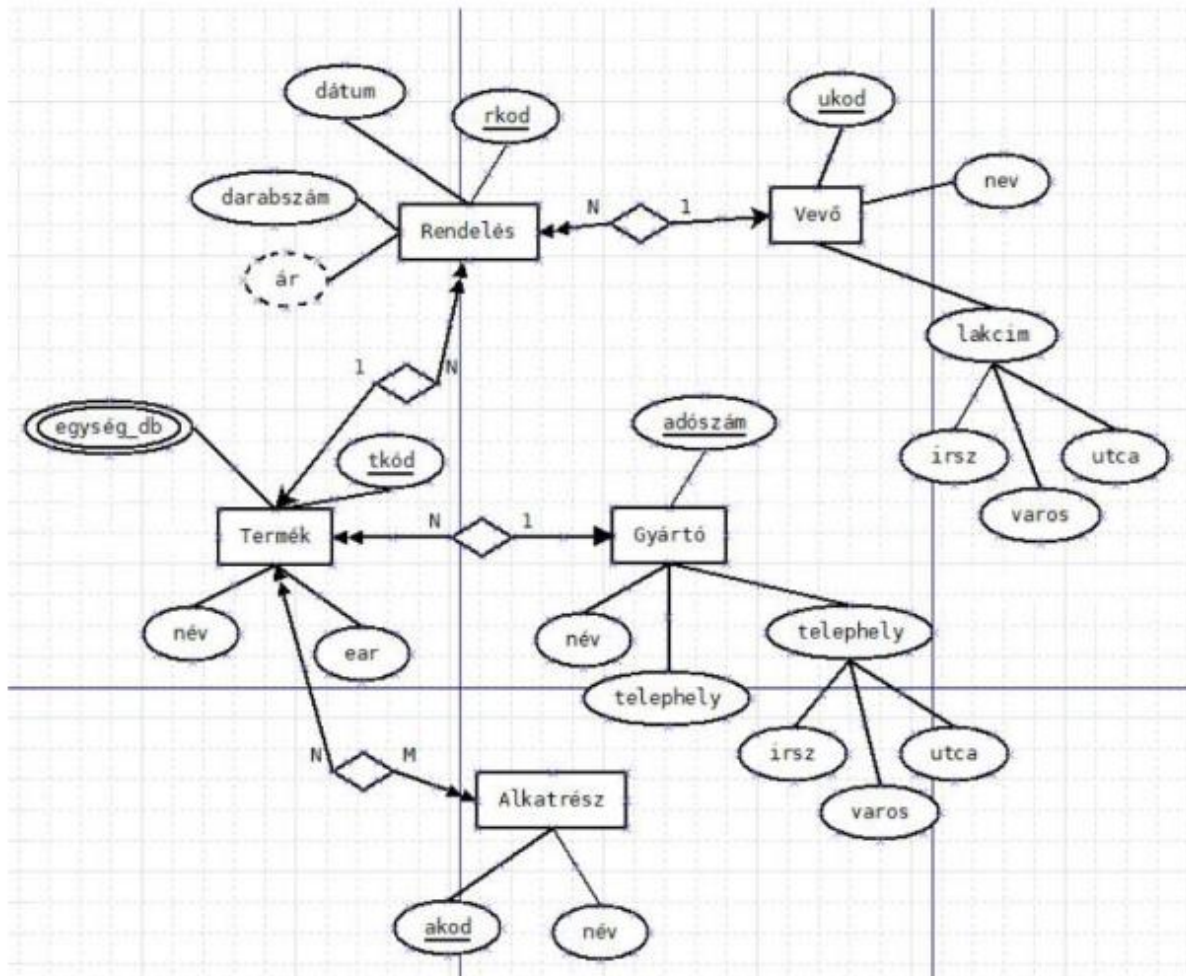 dátum
rkod
ukod
darabszám
nev
Rendelés
N
1
Vevő
ár
lakcim
1
N
egység_db
adószám
tkód
irsz
utca
varos
Termék
N
1
Gyártó
név
ear
név
telephely
telephely
N
M
irsz
utca
varos
Alkatrész
akod
név